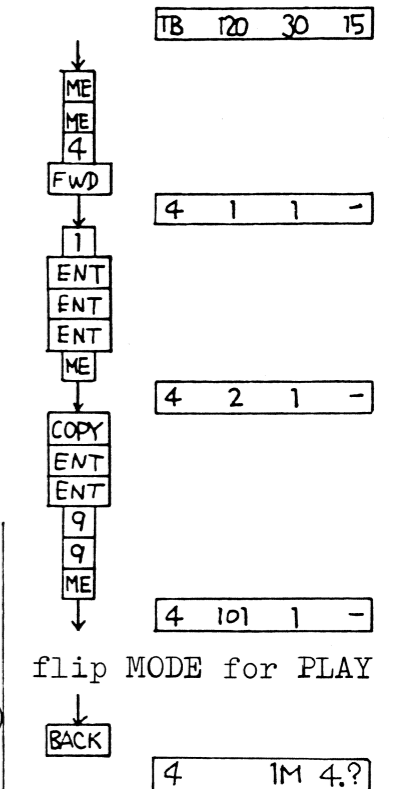 TB 120 30 15
ME
ME
4
FWD
4 1 1 -
1
ENT
ENT
ENT
ME
4 2 1 -
COPY
ENT
ENT
9
9
ME
4 101 1 -
flip MODE for PLAY
BACK
4 1M 4.?